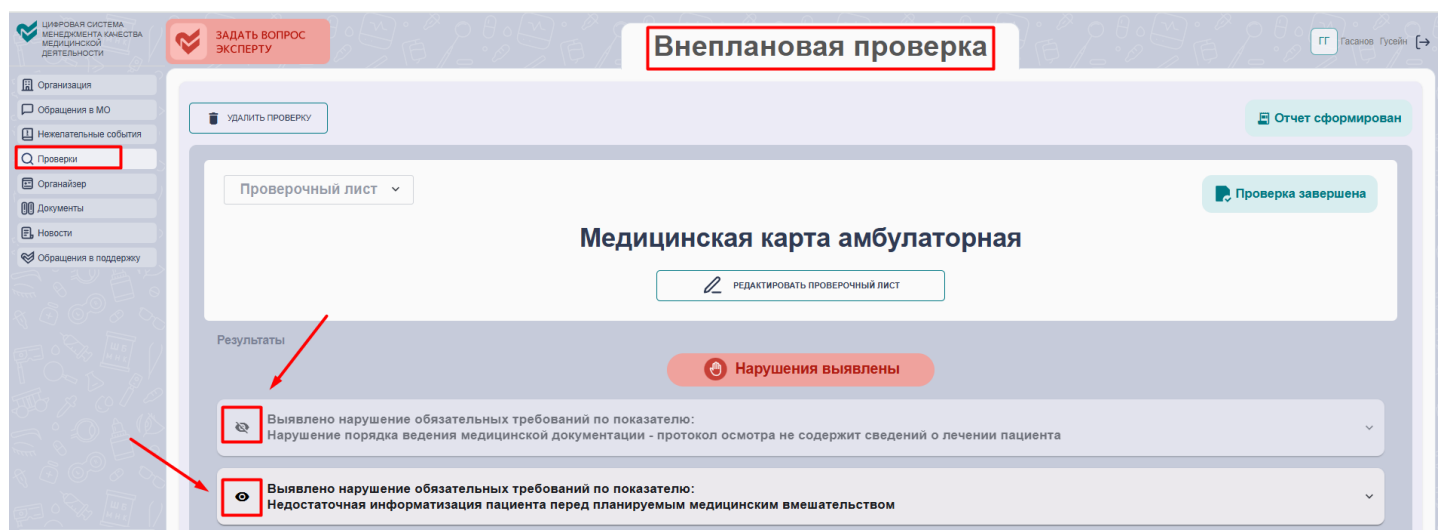 ЦИФРОВАЯ СИСТЕМА
МЕНЕДЖМЕНТА КАЧЕСТВА
МЕДИЦИНСКОЙ
ДЕЯТЕЛЬНОСТИ
ЗАДАТЬ ВОПРОС
ЭКСПЕРТУ
Внеплановая проверка
ГГ Гасанов Гусейн
Организация
Обращения в МО
Нежелательные события
Проверки
Органайзер
Документы
Новости
Обращения в поддержку
УДАЛИТЬ ПРОВЕРКУ
Отчет сформирован
Проверочный лист
Проверка завершена
Медицинская карта амбулаторная
РЕДАКТИРОВАТЬ ПРОВЕРОЧНЫЙ ЛИСТ
Результаты
Нарушения выявлены
Выявлено нарушение обязательных требований по показателю:
Нарушение порядка ведения медицинской документации - протокол осмотра не содержит сведений о лечении пациента
Выявлено нарушение обязательных требований по показателю:
Недостаточная информатизация пациента перед планируемым медицинским вмешательством